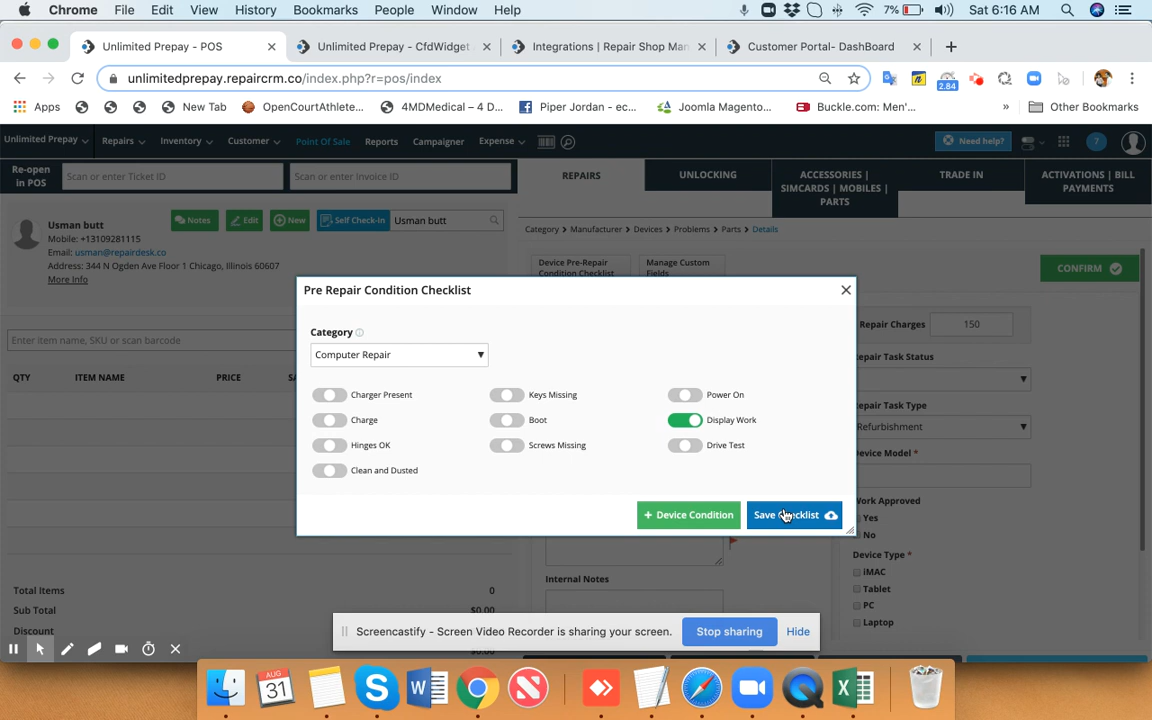 Chrome File Edit View History Bookmarks People Window Help 7% Sat 6:16 AM
Unlimited Prepay - POS Unlimited Prepay - CfdWidget Integrations | Repair Shop Man Customer Portal- DashBoard
unlimitedprepay.repaircrm.co/index.php?r=pos/index 2.84
Apps New Tab OpenCourtAthlete... 4MDMedical – 4 D... Piper Jordan - ec... Joomla Magento... Buckle.com: Men'... » Other Bookmarks
Unlimited Prepay Repairs Inventory Customer Point Of Sale Reports Campaigner Expense Need help? 7
Re-open in POS Scan or enter Ticket ID Scan or enter Invoice ID
REPAIRS UNLOCKING ACCESSORIES | SIMCARDS | MOBILES | PARTS TRADE IN ACTIVATIONS | BILL PAYMENTS
Usman butt Notes Edit New Self Check-In Usman butt
Mobile: +13109281115
Email: usman@repairdesk.co
Address: 344 N Ogden Ave Floor 1 Chicago, Illinois 60607
More Info
Category Manufacturer Devices Problems Parts Details
Device Pre-Repair Condition Checklist Manage Custom Fields CONFIRM
Pre Repair Condition Checklist
Category
Computer Repair
Charger Present Keys Missing Power On
Charge Boot Display Work
Hinges OK Screws Missing Drive Test
Clean and Dusted
+ Device Condition Save Checklist
Enter item name, SKU or scan barcode
QTY ITEM NAME PRICE
Repair Charges 150
Repair Task Status
Repair Task Type
Refurbishment
Device Model *
Work Approved
Yes
No
Device Type *
iMAC
Tablet
PC
Laptop
Internal Notes
Total Items 0
Sub Total $0.00
Discount
Screencastify - Screen Video Recorder is sharing your screen. Stop sharing Hide
AUG
31